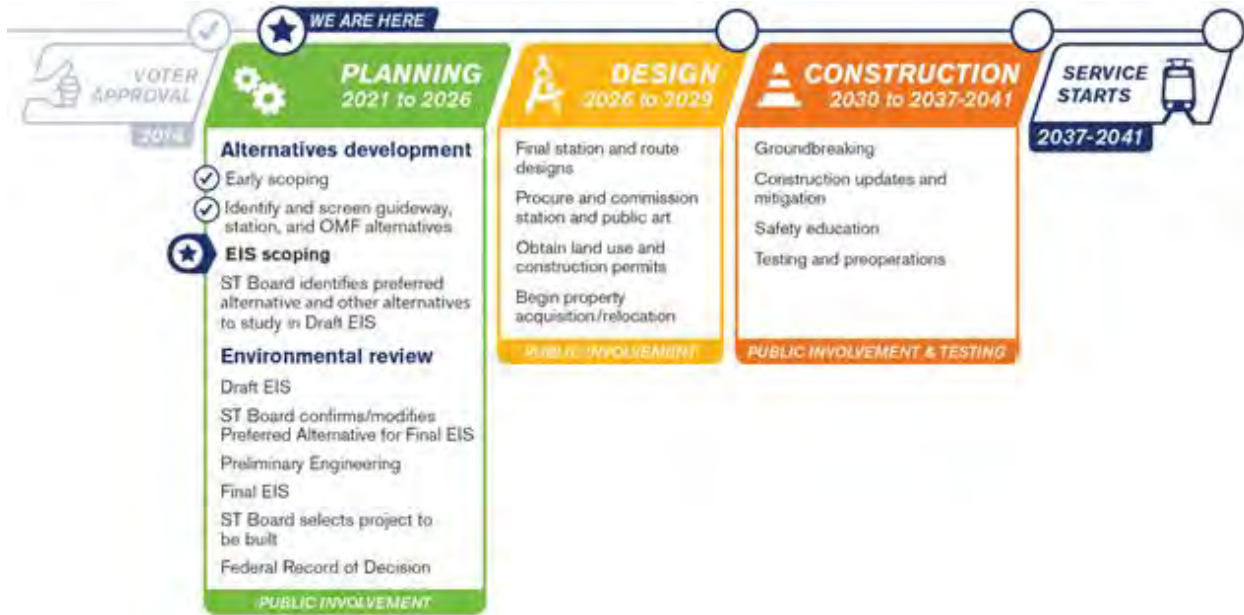 WE ARE HERE
VOTER
APPROVAL
2016
PLANNING
2021 to 2026
Alternatives development
Early scoping
Identify and screen guideway,
station, and OMF alternatives
EIS scoping
ST Board identifies preferred
alternative and other alternatives
to study in Draft EIS
Environmental review
Draft EIS
ST Board confirms/modifies
Preferred Alternative for Final EIS
Preliminary Engineering
Final EIS
ST Board selects project to
be built
Federal Record of Decision
PUBLIC INVOLVEMENT
DESIGN
2026 to 2029
Final station and route
designs
Procure and commission
station and public art
Obtain land use and
construction permits
Begin property
acquisition/relocation
PUBLIC INVOLVEMENT
CONSTRUCTION
2030 to 2037-2041
Groundbreaking
Construction updates and
mitigation
Safety education
Testing and preoperations
PUBLIC INVOLVEMENT & TESTING
SERVICE
STARTS
2037-2041